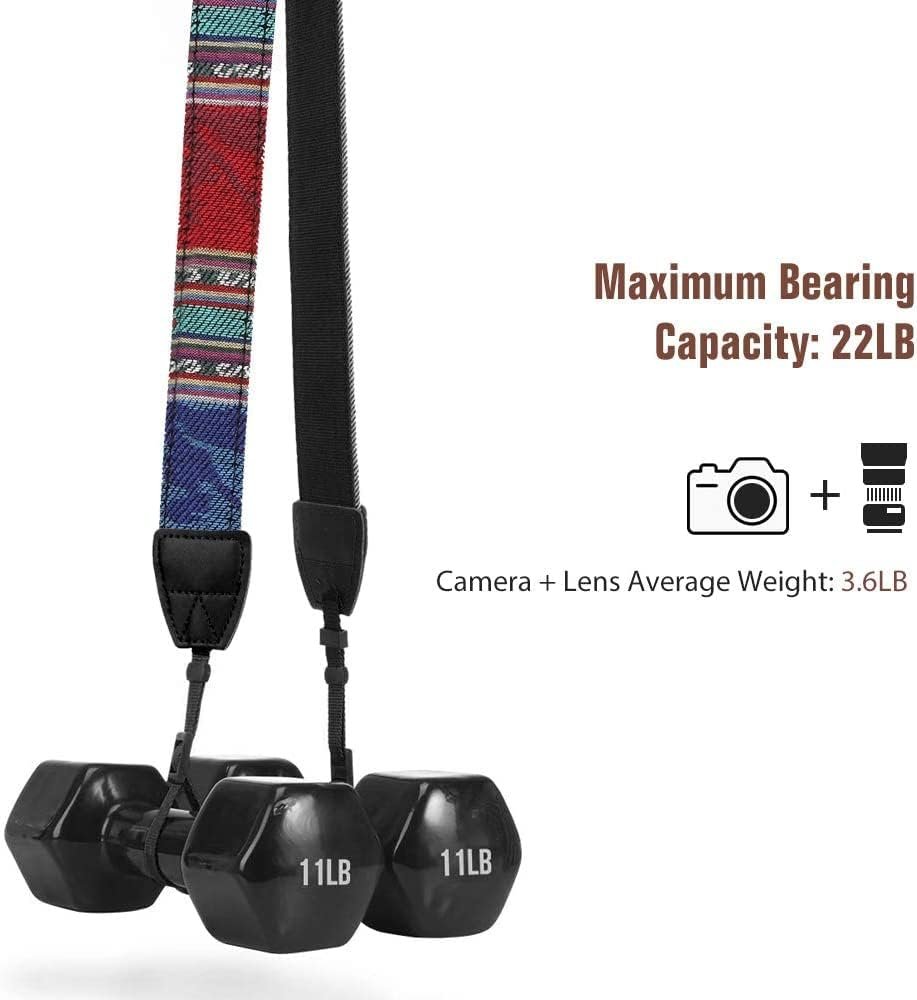 Maximum Bearing
Capacity: 22LB
Camera + Lens Average Weight: 3.6LB
11LB
11LB